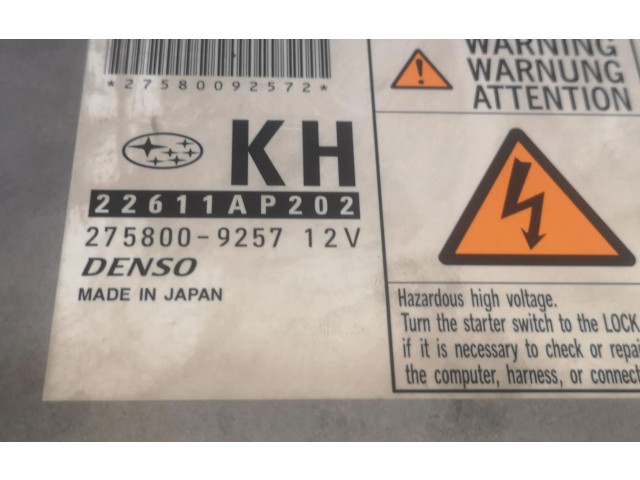 *275800092572*
KH
22611AP202
275800-9257 12V
DENSO
MADE IN JAPAN
WARNING
WARNUNG
ATTENTION
Hazardous high voltage.
Turn the starter switch to the LOCK
if it is necessary to check or repai
the computer, harness, or connect